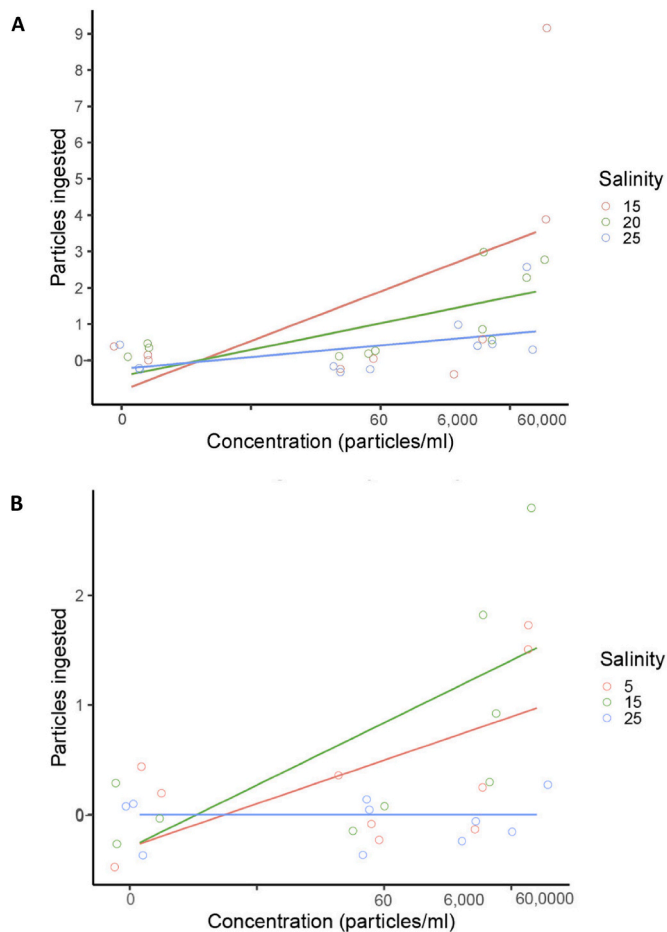 A
9
8
7
6
5
4
3
2
1
0
Particles ingested
0 60 6,000 60,000
Concentration (particles/ml)
Salinity
15
20
25
B
2
1
0
Particles ingested
0 60 6,000 60,0000
Concentration (particles/ml)
Salinity
5
15
25